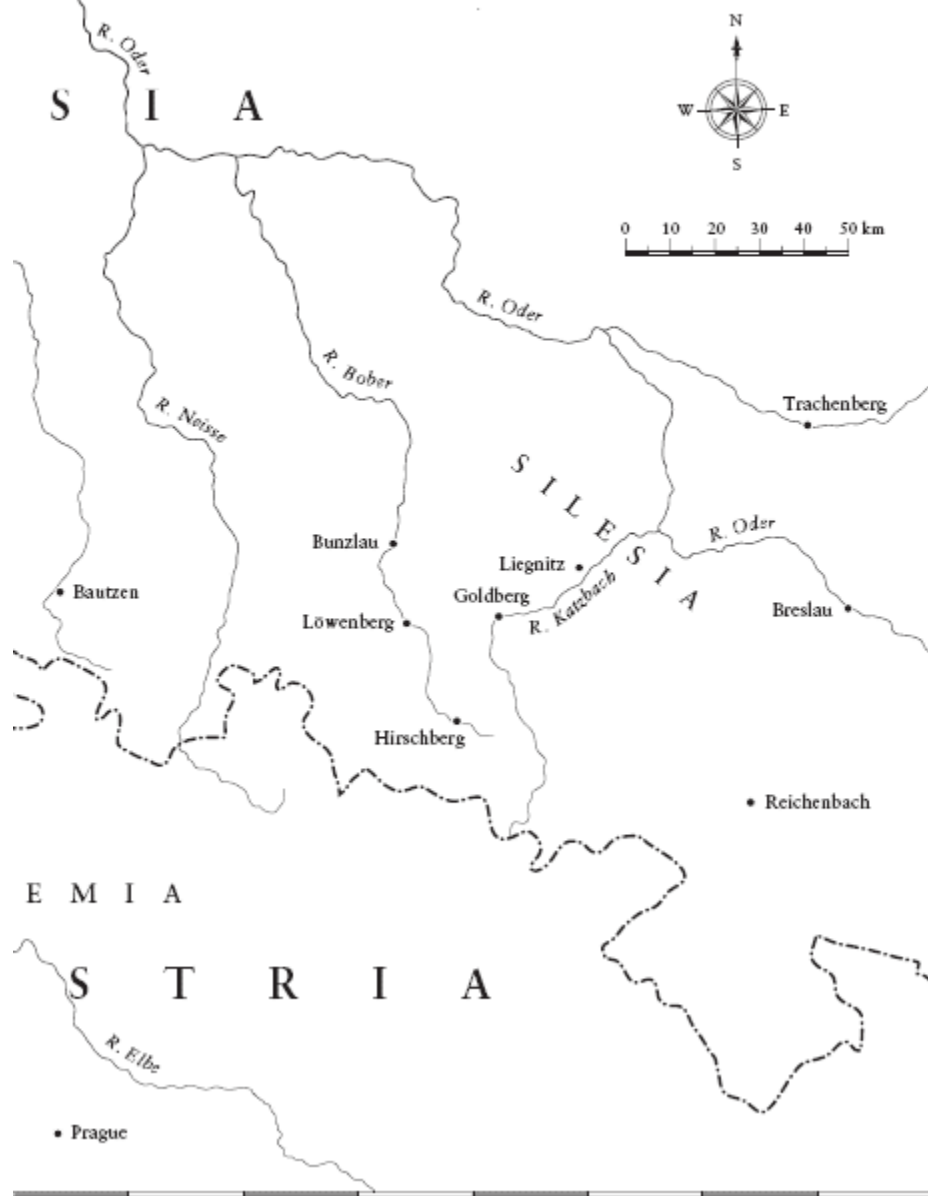 N
R. Oder
S I A
W E
S
0 10 20 30 40 50 km
R. Oder
R. Bober
Trachenberg
R. Neisse
SILESIA
R. Oder
Bunzlau
Liegnitz
Bautzen
Goldberg
R. Katzbach
Breslau
Löwenberg
Hirschberg
Reichenbach
E M I A
S T R I A
R. Elbe
Prague